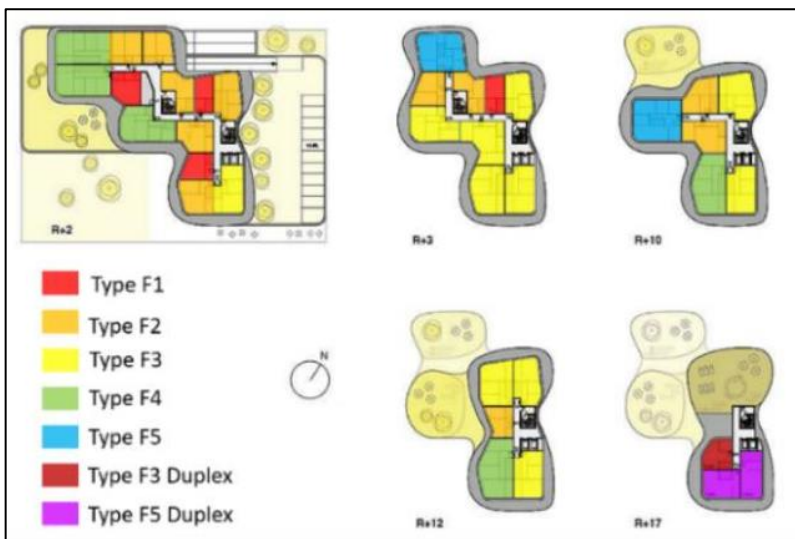 R+2
R+3
R+10
Type F1
Type F2
Type F3
Type F4
Type F5
Type F3 Duplex
Type F5 Duplex
N
R+12
R+17